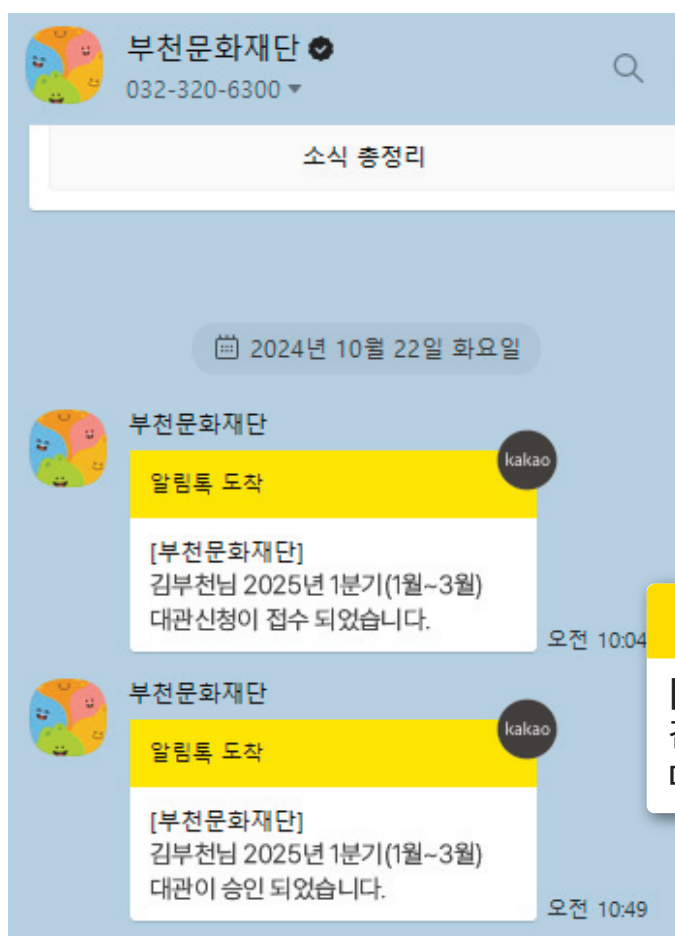 부천문화재단
032-320-6300
소식 총정리
2024년 10월 22일 화요일
부천문화재단
kakao
알림톡 도착
[부천문화재단]
김부천님 2025년 1분기(1월~3월)
대관신청이 접수 되었습니다.
오전 10:04
부천문화재단
kakao
알림톡 도착
[부천문화재단]
김부천님 2025년 1분기(1월~3월)
대관이 승인 되었습니다.
오전 10:49